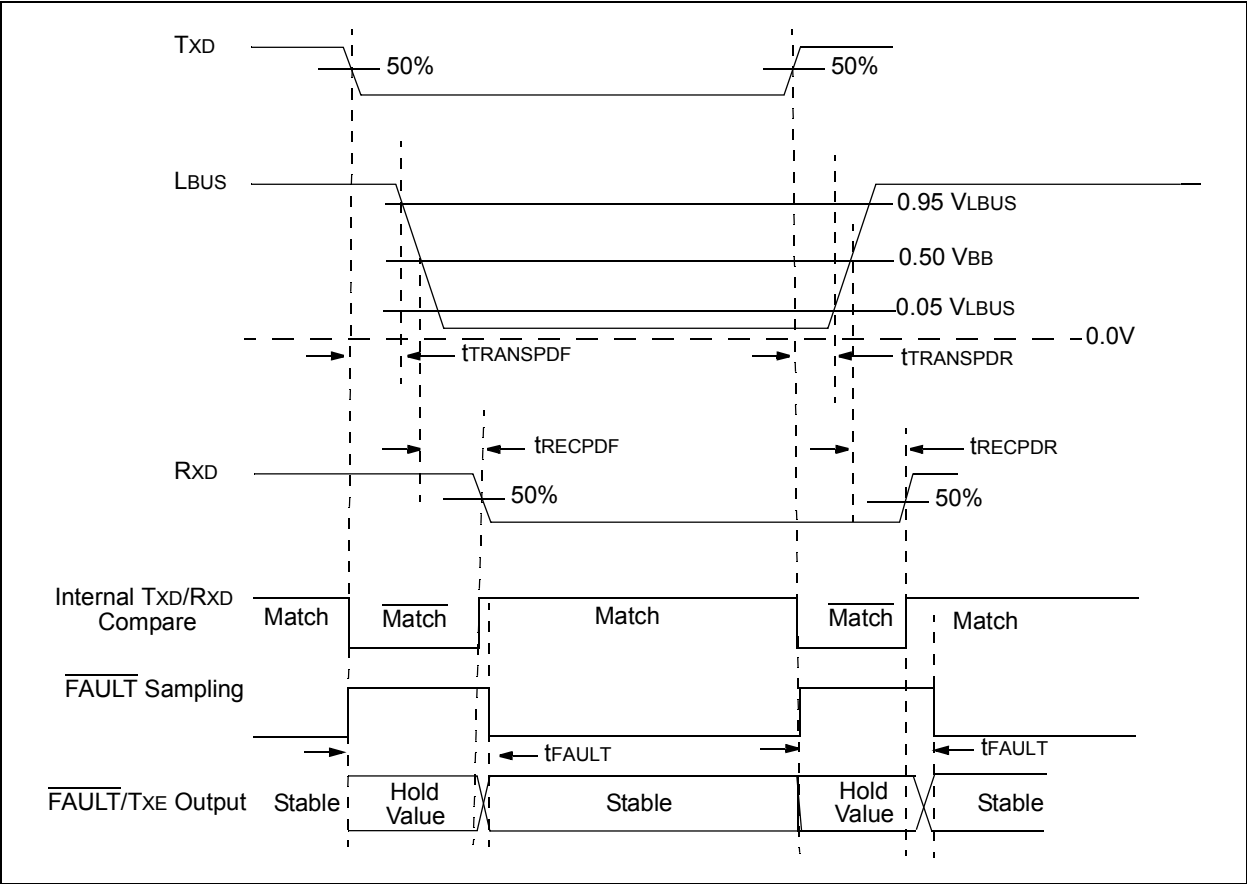 TXD
50%
50%
LBUS
0.95 VLBUS
0.50 VBB
0.05 VLBUS
0.0V
tTRANSPDF
tTRANSPDR
tRECPDF
tRECPDR
RXD
50%
50%
Internal TXD/RXD
Compare
Match
Match
Match
Match
Match
FAULT Sampling
tFAULT
tFAULT
FAULT/TXE Output
Stable
Hold
Value
Stable
Hold
Value
Stable